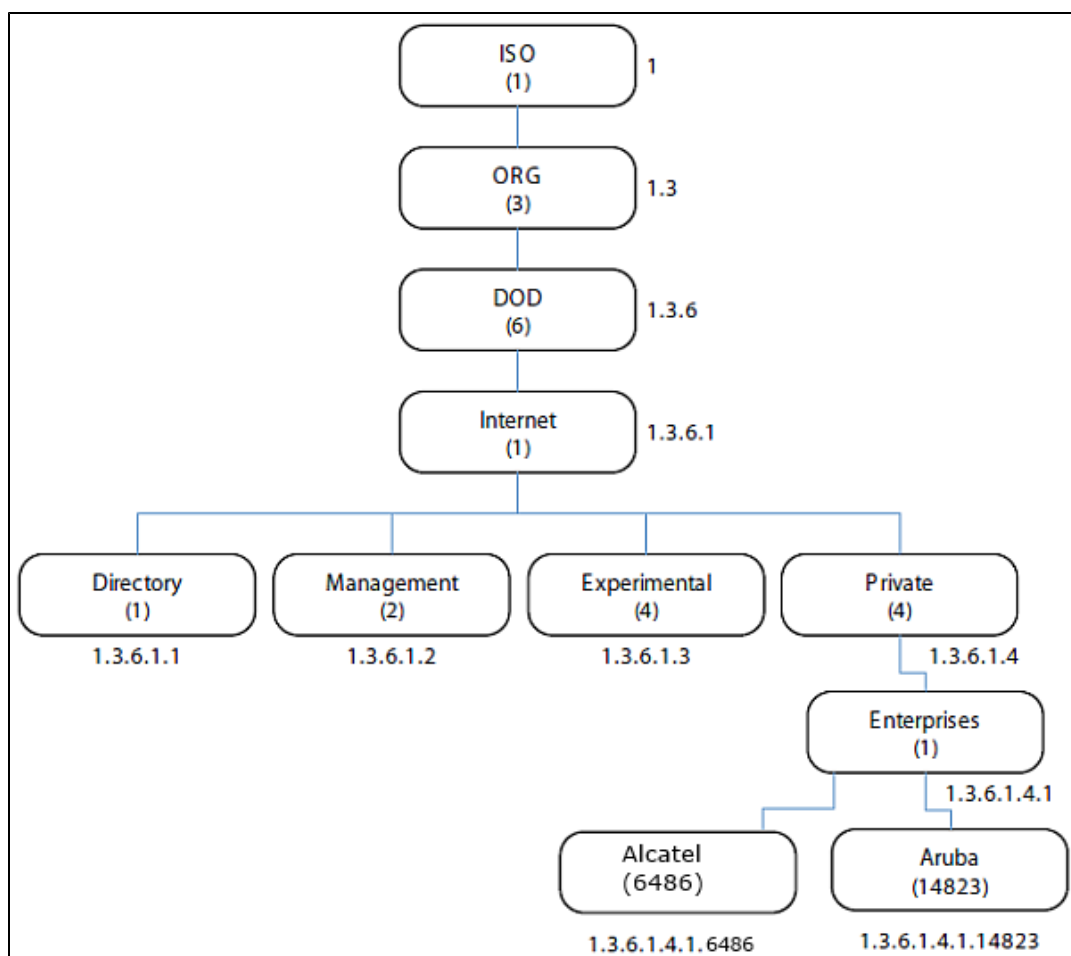 ISO
(1)
1
ORG
(3)
1.3
DOD
(6)
1.3.6
Internet
(1)
1.3.6.1
Directory
(1)
1.3.6.1.1
Management
(2)
1.3.6.1.2
Experimental
(4)
1.3.6.1.3
Private
(4)
1.3.6.1.4
Enterprises
(1)
1.3.6.1.4.1
Alcatel
(6486)
1.3.6.1.4.1.6486
Aruba
(14823)
1.3.6.1.4.1.14823